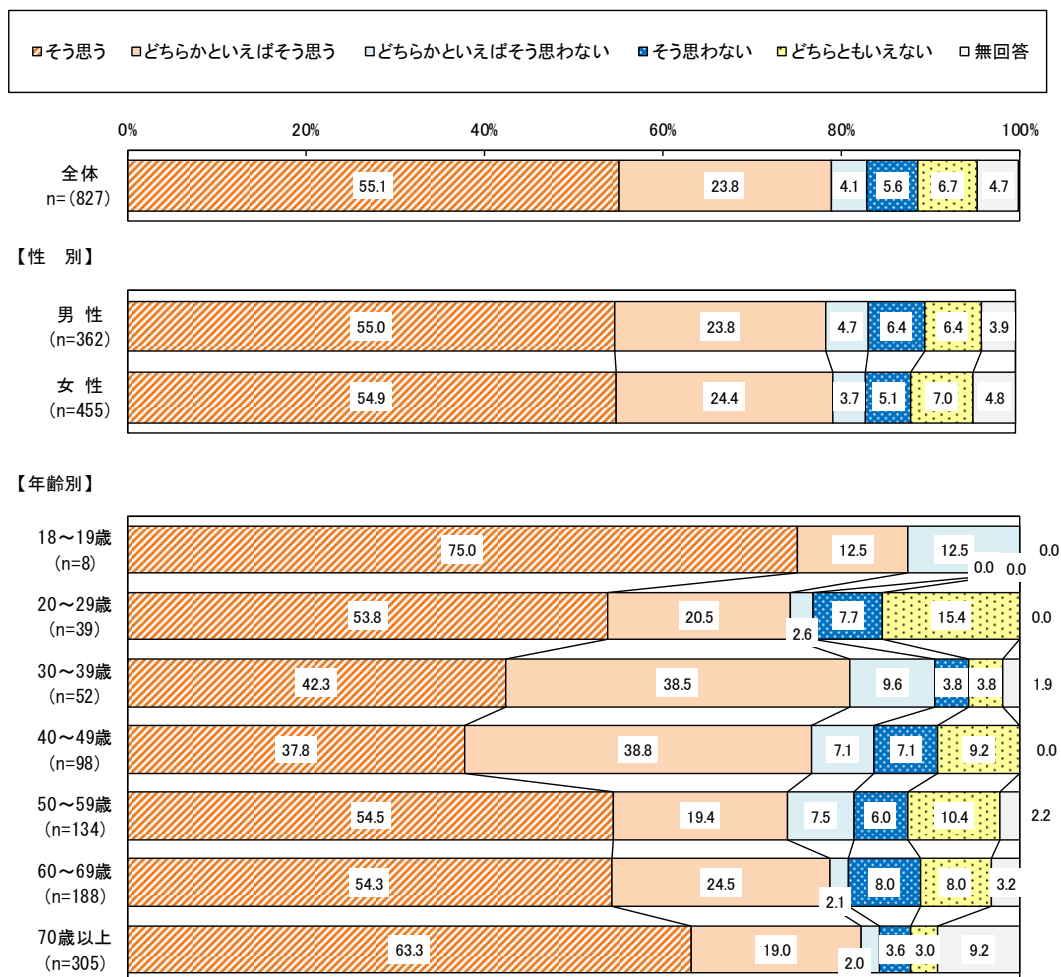 そう思う どちらかといえばそう思う どちらかといえばそう思わない そう思わない どちらともいえない 無回答
0% 20% 40% 60% 80% 100%
全体
n=(827)
55.1 23.8 4.1 5.6 6.7 4.7
【性 別】
男 性
(n=362)
55.0 23.8 4.7 6.4 6.4 3.9
女 性
(n=455)
54.9 24.4 3.7 5.1 7.0 4.8
【年齢別】
18～19歳
(n=8)
75.0 12.5 12.5 0.0 0.0 0.0
20～29歳
(n=39)
53.8 20.5 2.6 7.7 15.4 0.0
30～39歳
(n=52)
42.3 38.5 9.6 3.8 3.8 1.9
40～49歳
(n=98)
37.8 38.8 7.1 7.1 9.2 0.0
50～59歳
(n=134)
54.5 19.4 7.5 6.0 10.4 2.2
60～69歳
(n=188)
54.3 24.5 2.1 8.0 8.0 3.2
70歳以上
(n=305)
63.3 19.0 2.0 3.6 3.0 9.2